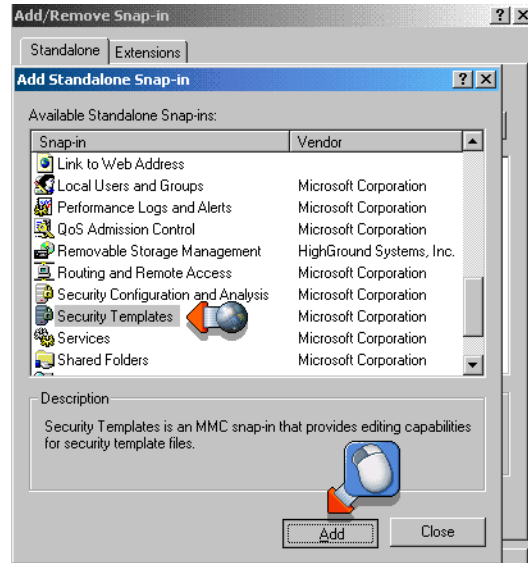 Add/Remove Snap-in
Standalone Extensions
Add Standalone Snap-in
Available Standalone Snap-ins:
Snap-in Vendor
Link to Web Address
Local Users and Groups Microsoft Corporation
Performance Logs and Alerts Microsoft Corporation
QoS Admission Control Microsoft Corporation
Removable Storage Management HighGround Systems, Inc.
Routing and Remote Access Microsoft Corporation
Security Configuration and Analysis Microsoft Corporation
Security Templates Microsoft Corporation
Services Microsoft Corporation
Shared Folders Microsoft Corporation
Description
Security Templates is an MMC snap-in that provides editing capabilities
for security template files.
Add Close